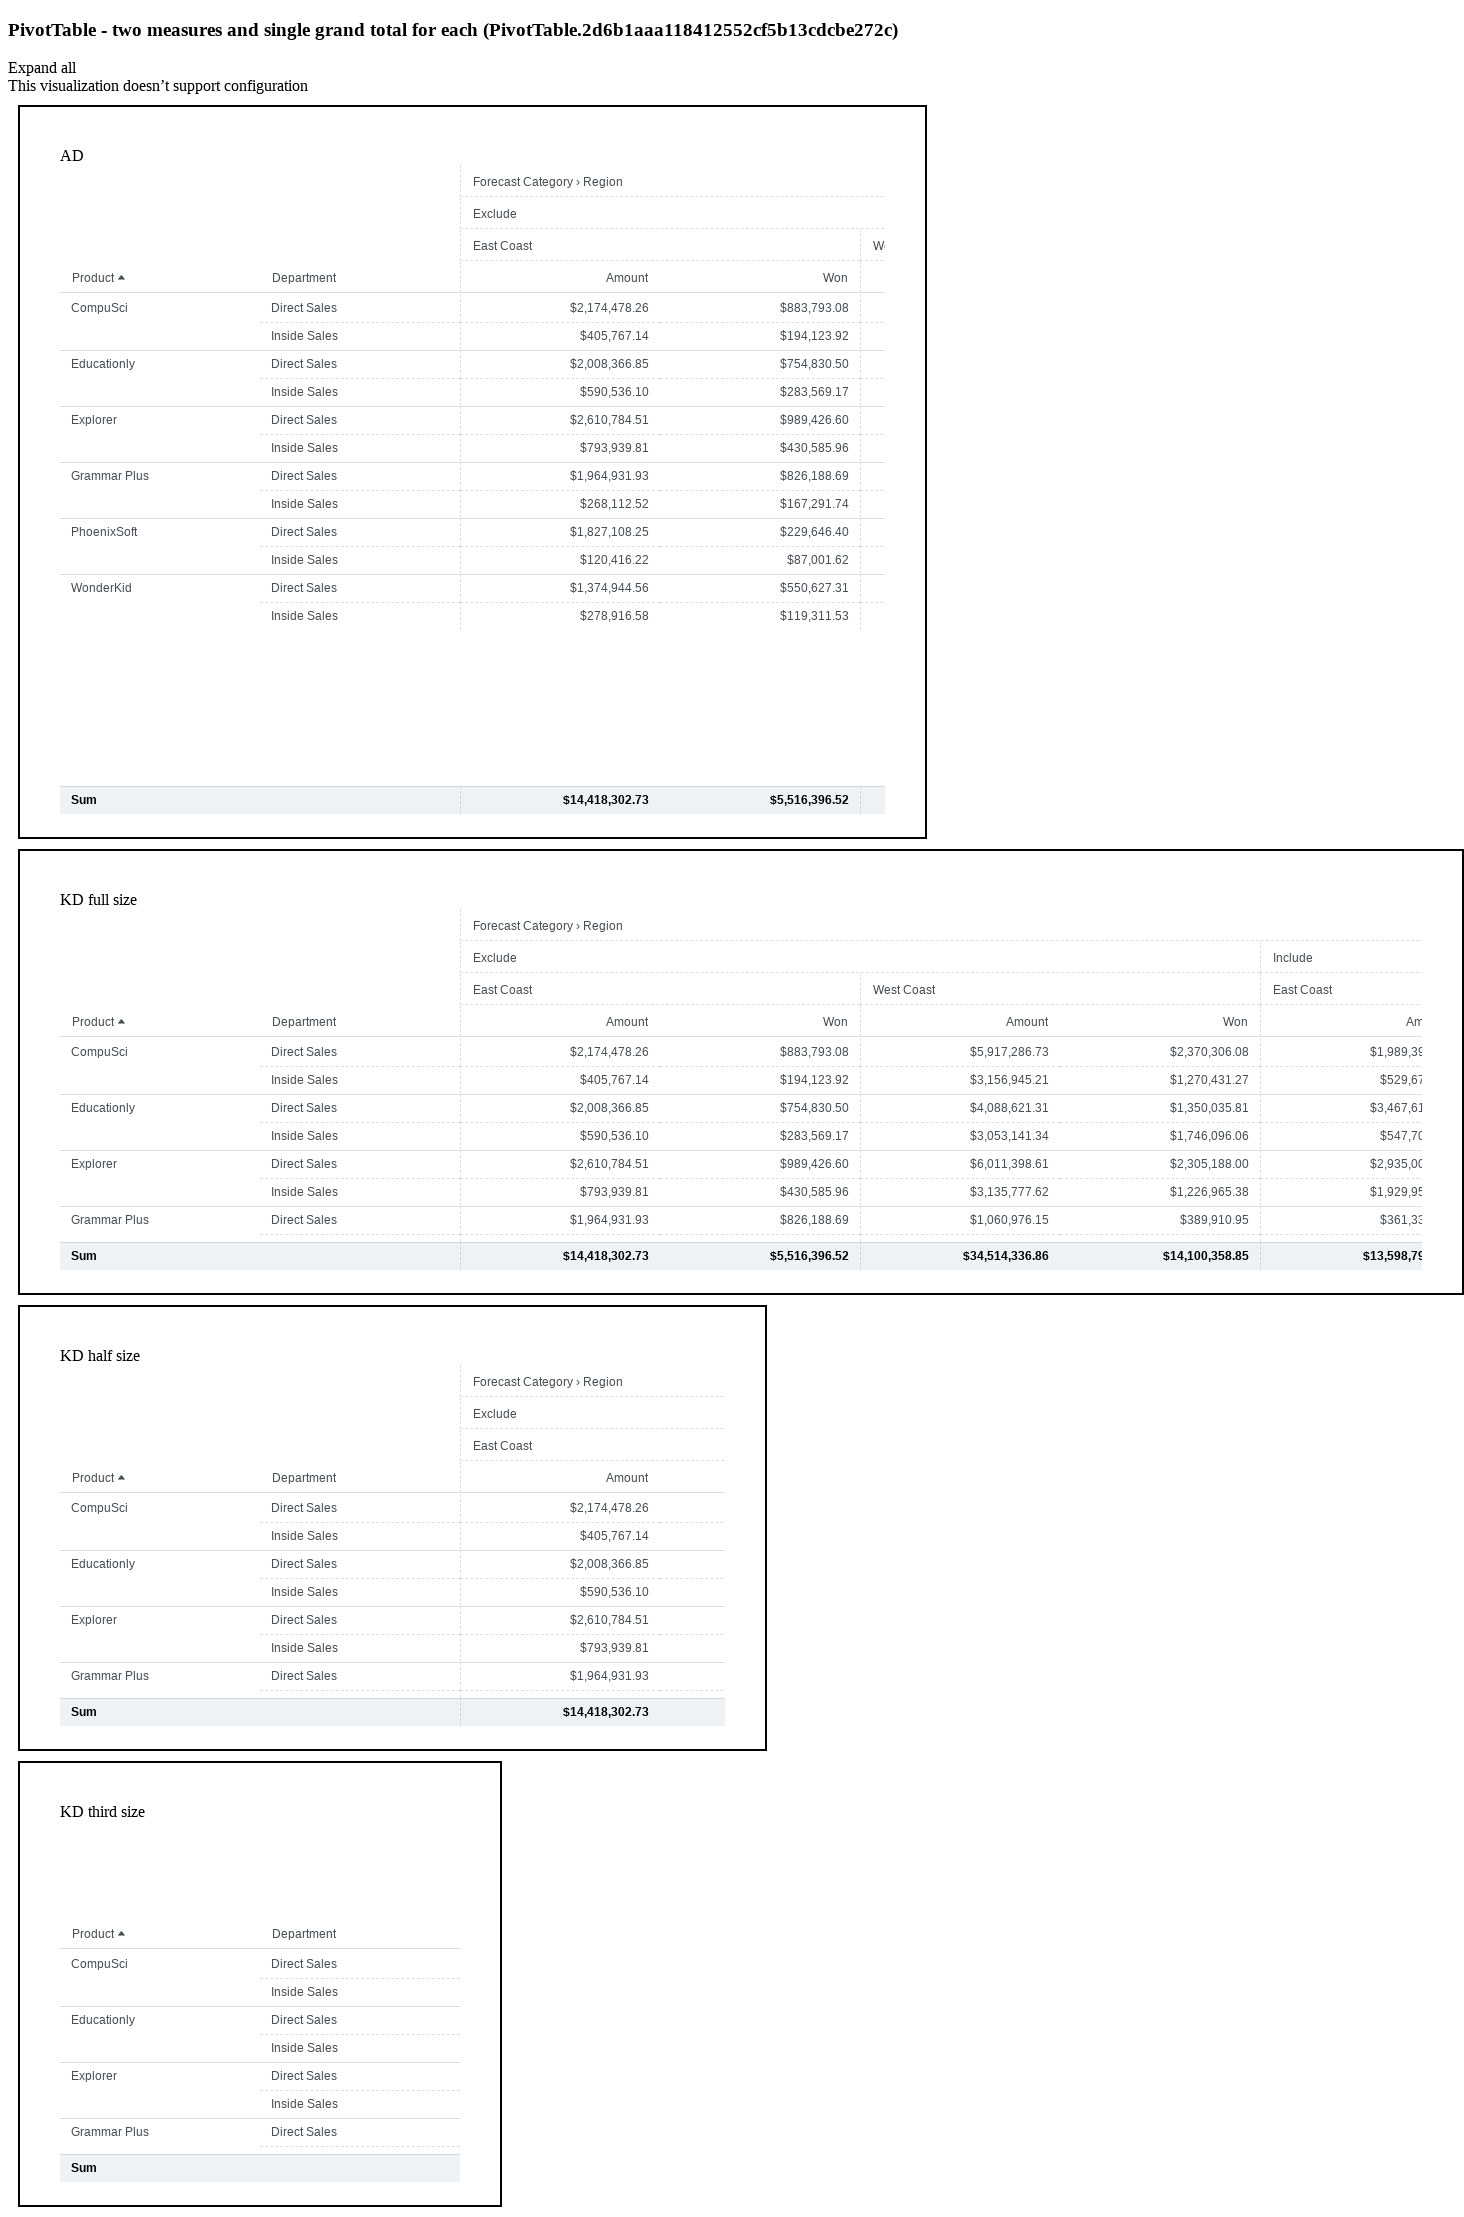 PivotTable - two measures and single grand total for each (PivotTable.2d6b1aaa118412552cf5b13cdcbe272c)
Expand all
This visualization doesn’t support configuration
AD
Forecast Category › Region
Exclude
East Coast
Product Department Amount Won
CompuSci Direct Sales $2,174,478.26 $883,793.08
Inside Sales $405,767.14 $194,123.92
Educationly Direct Sales $2,008,366.85 $754,830.50
Inside Sales $590,536.10 $283,569.17
Explorer Direct Sales $2,610,784.51 $989,426.60
Inside Sales $793,939.81 $430,585.96
Grammar Plus Direct Sales $1,964,931.93 $826,188.69
Inside Sales $268,112.52 $167,291.74
PhoenixSoft Direct Sales $1,827,108.25 $229,646.40
Inside Sales $120,416.22 $87,001.62
WonderKid Direct Sales $1,374,944.56 $550,627.31
Inside Sales $278,916.58 $119,311.53
Sum $14,418,302.73 $5,516,396.52
KD full size
Forecast Category › Region
Exclude Include
East Coast West Coast East Coast
Product Department Amount Won Amount Won Am
CompuSci Direct Sales $2,174,478.26 $883,793.08 $5,917,286.73 $2,370,306.08 $1,989,39
Inside Sales $405,767.14 $194,123.92 $3,156,945.21 $1,270,431.27 $529,67
Educationly Direct Sales $2,008,366.85 $754,830.50 $4,088,621.31 $1,350,035.81 $3,467,61
Inside Sales $590,536.10 $283,569.17 $3,053,141.34 $1,746,096.06 $547,70
Explorer Direct Sales $2,610,784.51 $989,426.60 $6,011,398.61 $2,305,188.00 $2,935,00
Inside Sales $793,939.81 $430,585.96 $3,135,777.62 $1,226,965.38 $1,929,95
Grammar Plus Direct Sales $1,964,931.93 $826,188.69 $1,060,976.15 $389,910.95 $361,33
Sum $14,418,302.73 $5,516,396.52 $34,514,336.86 $14,100,358.85 $13,598,79
KD half size
Forecast Category › Region
Exclude
East Coast
Product Department Amount
CompuSci Direct Sales $2,174,478.26
Inside Sales $405,767.14
Educationly Direct Sales $2,008,366.85
Inside Sales $590,536.10
Explorer Direct Sales $2,610,784.51
Inside Sales $793,939.81
Grammar Plus Direct Sales $1,964,931.93
Sum $14,418,302.73
KD third size
Product Department
CompuSci Direct Sales
Inside Sales
Educationly Direct Sales
Inside Sales
Explorer Direct Sales
Inside Sales
Grammar Plus Direct Sales
Sum